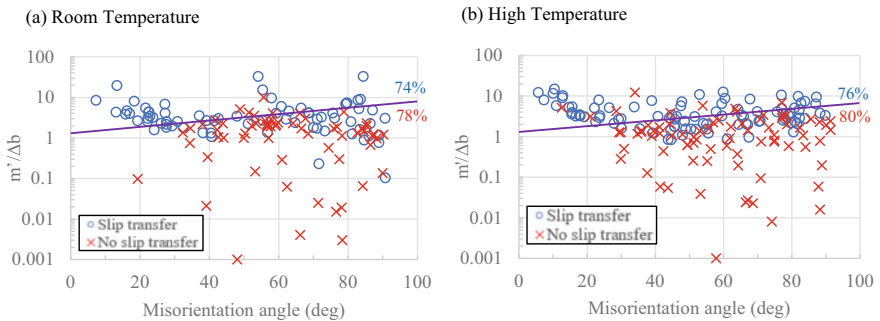 (a) Room Temperature
100
10
1
0.1
0.01
0.001
m'/Δb
74%
78%
Slip transfer
No slip transfer
0 20 40 60 80 100
Misorientation angle (deg)
(b) High Temperature
100
10
1
0.1
0.01
0.001
m'/Δb
76%
80%
Slip transfer
No slip transfer
0 20 40 60 80 100
Misorientation angle (deg)